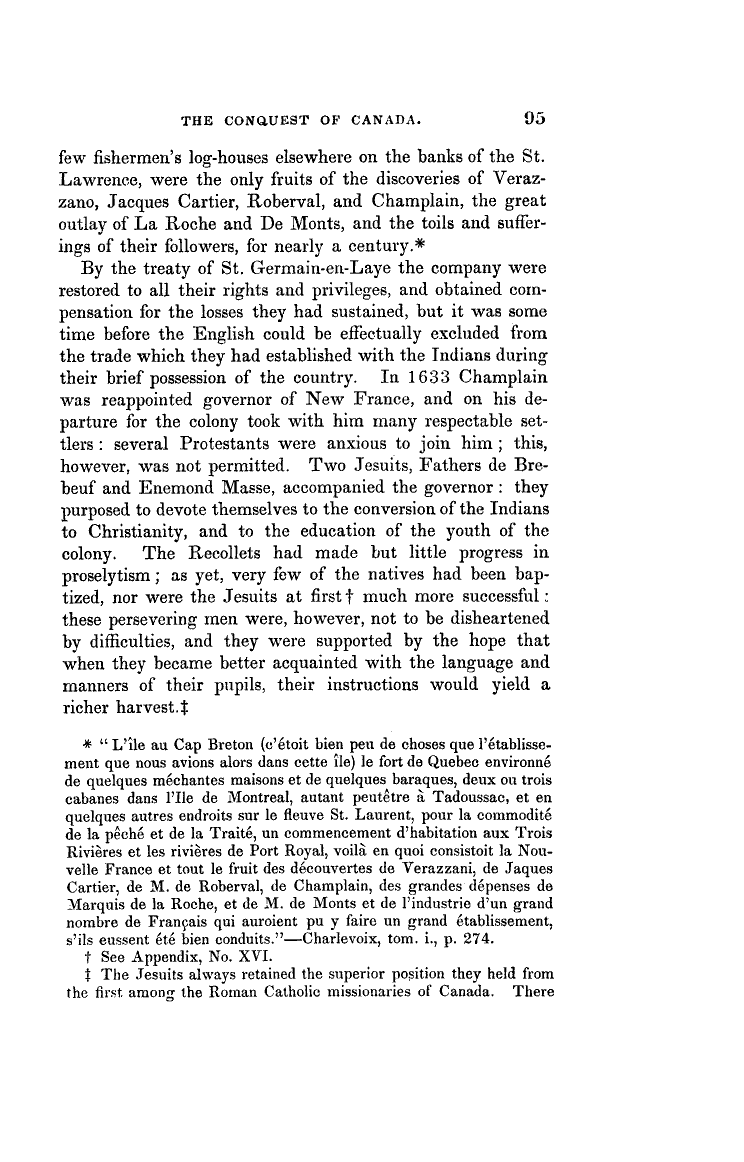 THE CONQUEST OF CANADA. 95
few fishermen's log-houses elsewhere on the banks of the St.
Lawrence, were the only fruits of the discoveries of Veraz-
zano, Jacques Cartier, Roberval, and Champlain, the great
outlay of La Roche and De Monts, and the toils and suffer-
ings of their followers, for nearly a century.*
By the treaty of St. Germain-en-Laye the company were
restored to all their rights and privileges, and obtained com-
pensation for the losses they had sustained, but it was some
time before the English could be effectually excluded from
the trade which they had established with the Indians during
their brief possession of the country. In 1633 Champlain
was reappointed governor of New France, and on his de-
parture for the colony took with him many respectable set-
tlers : several Protestants were anxious to join him ; this,
however, was not permitted. Two Jesuits, Fathers de Bre-
beuf and Enemond Masse, accompanied the governor : they
purposed to devote themselves to the conversion of the Indians
to Christianity, and to the education of the youth of the
colony. The Recollets had made but little progress in
proselytism ; as yet, very few of the natives had been bap-
tized, nor were the Jesuits at first† much more successful :
these persevering men were, however, not to be disheartened
by difficulties, and they were supported by the hope that
when they became better acquainted with the language and
manners of their pupils, their instructions would yield a
richer harvest.‡
* “ L'île au Cap Breton (c'étoit bien peu de choses que l'établisse-
ment que nous avions alors dans cette île) le fort de Quebec environné
de quelques méchantes maisons et de quelques baraques, deux ou trois
cabanes dans l'Ile de Montreal, autant peutêtre à Tadoussac, et en
quelques autres endroits sur le fleuve St. Laurent, pour la commodité
de la pêché et de la Traité, un commencement d'habitation aux Trois
Rivières et les rivières de Port Royal, voilà en quoi consistoit la Nou-
velle France et tout le fruit des découvertes de Verazzani, de Jaques
Cartier, de M. de Roberval, de Champlain, des grandes dépenses de
Marquis de la Roche, et de M. de Monts et de l'industrie d'un grand
nombre de Français qui auroient pu y faire un grand établissement,
s'ils eussent été bien conduits.”—Charlevoix, tom. i., p. 274.
† See Appendix, No. XVI.
‡ The Jesuits always retained the superior position they held from
the first among the Roman Catholic missionaries of Canada. There